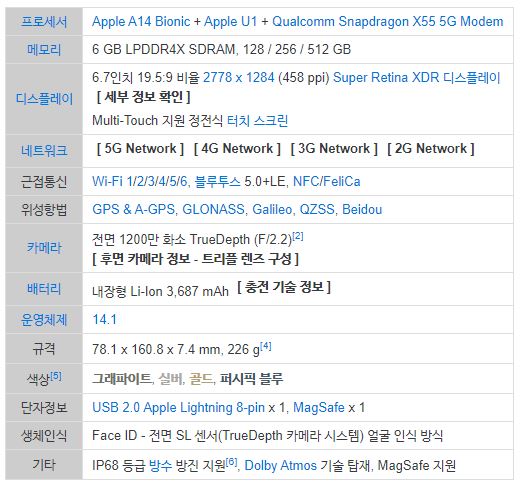 프로세서 Apple A14 Bionic + Apple U1 + Qualcomm Snapdragon X55 5G Modem
메모리 6 GB LPDDR4X SDRAM, 128 / 256 / 512 GB
디스플레이 6.7인치 19.5:9 비율 2778 x 1284 (458 ppi) Super Retina XDR 디스플레이
[ 세부 정보 확인 ]
Multi-Touch 지원 정전식 터치 스크린
네트워크 [ 5G Network ] [ 4G Network ] [ 3G Network ] [ 2G Network ]
근접통신 Wi-Fi 1/2/3/4/5/6, 블루투스 5.0+LE, NFC/FeliCa
위성항법 GPS & A-GPS, GLONASS, Galileo, QZSS, Beidou
카메라 전면 1200만 화소 TrueDepth (F/2.2)[2]
[ 후면 카메라 정보 - 트리플 렌즈 구성 ]
배터리 내장형 Li-Ion 3,687 mAh [ 충전 기술 정보 ]
운영체제 14.1
규격 78.1 x 160.8 x 7.4 mm, 226 g[4]
색상[5] 그래파이트, 실버, 골드, 퍼시픽 블루
단자정보 USB 2.0 Apple Lightning 8-pin x 1, MagSafe x 1
생체인식 Face ID - 전면 SL 센서(TrueDepth 카메라 시스템) 얼굴 인식 방식
기타 IP68 등급 방수 방진 지원[6], Dolby Atmos 기술 탑재, MagSafe 지원